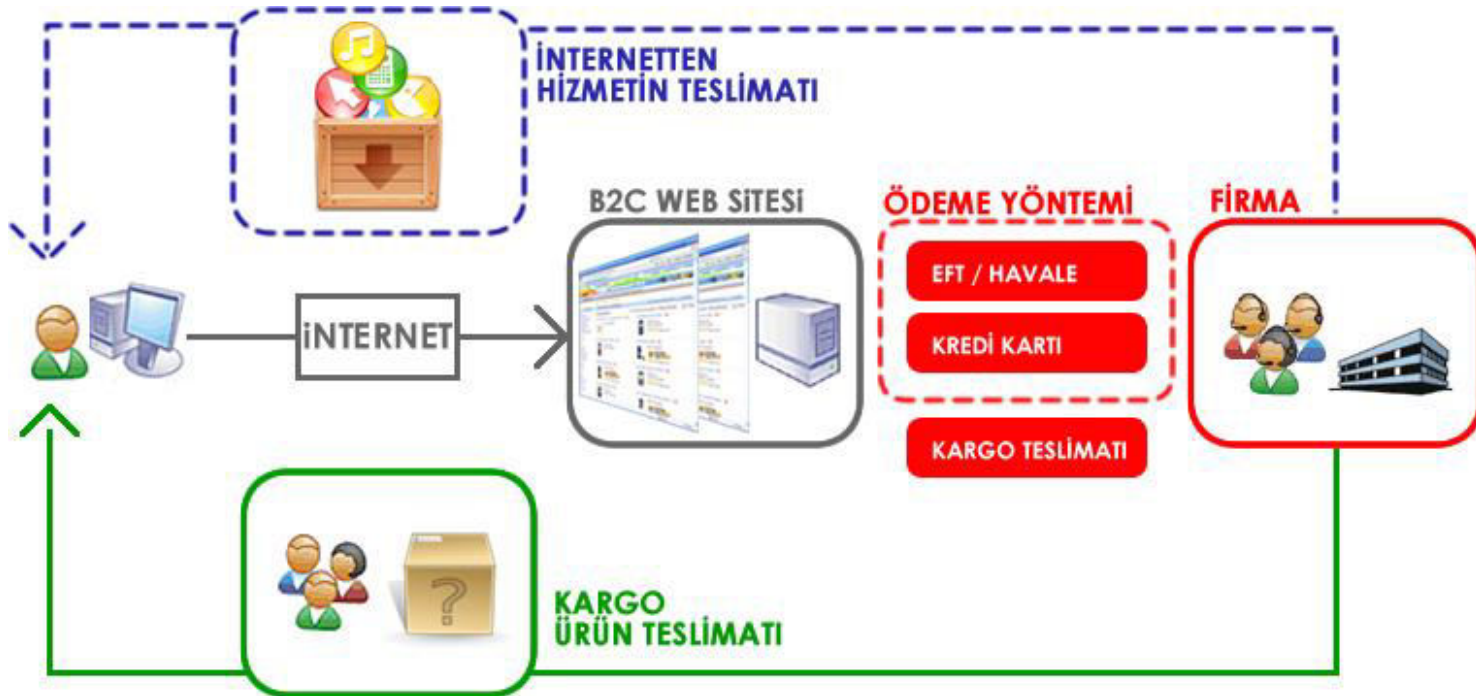 İNTERNETTEN
HİZMETİN TESLİMATI
B2C WEB SİTESİ
ÖDEME YÖNTEMİ
FİRMA
EFT / HAVALE
İNTERNET
KREDİ KARTI
KARGO TESLİMATI
KARGO
ÜRÜN TESLİMATI